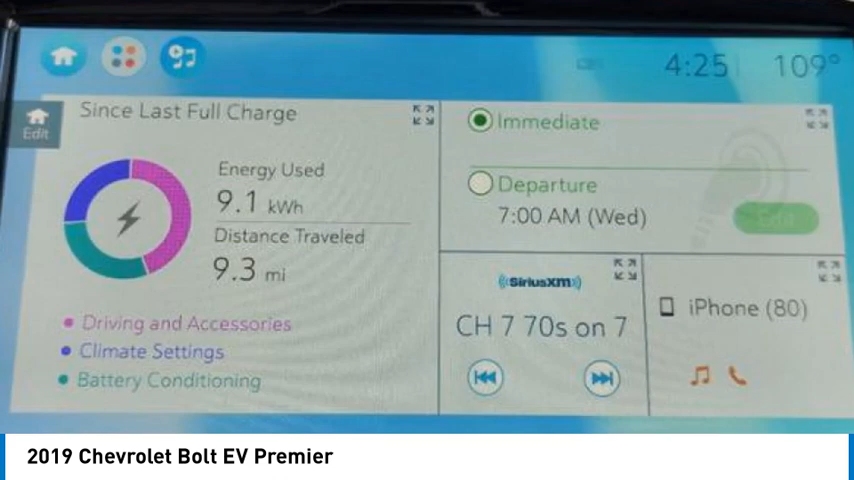 4:25 109°
Edit
Since Last Full Charge
Energy Used
9.1 kWh
Distance Traveled
9.3 mi
Driving and Accessories
Climate Settings
Battery Conditioning
Immediate
Departure
7:00 AM (Wed)
Edit
SiriusXM
CH 7 70s on 7
iPhone (80)
2019 Chevrolet Bolt EV Premier